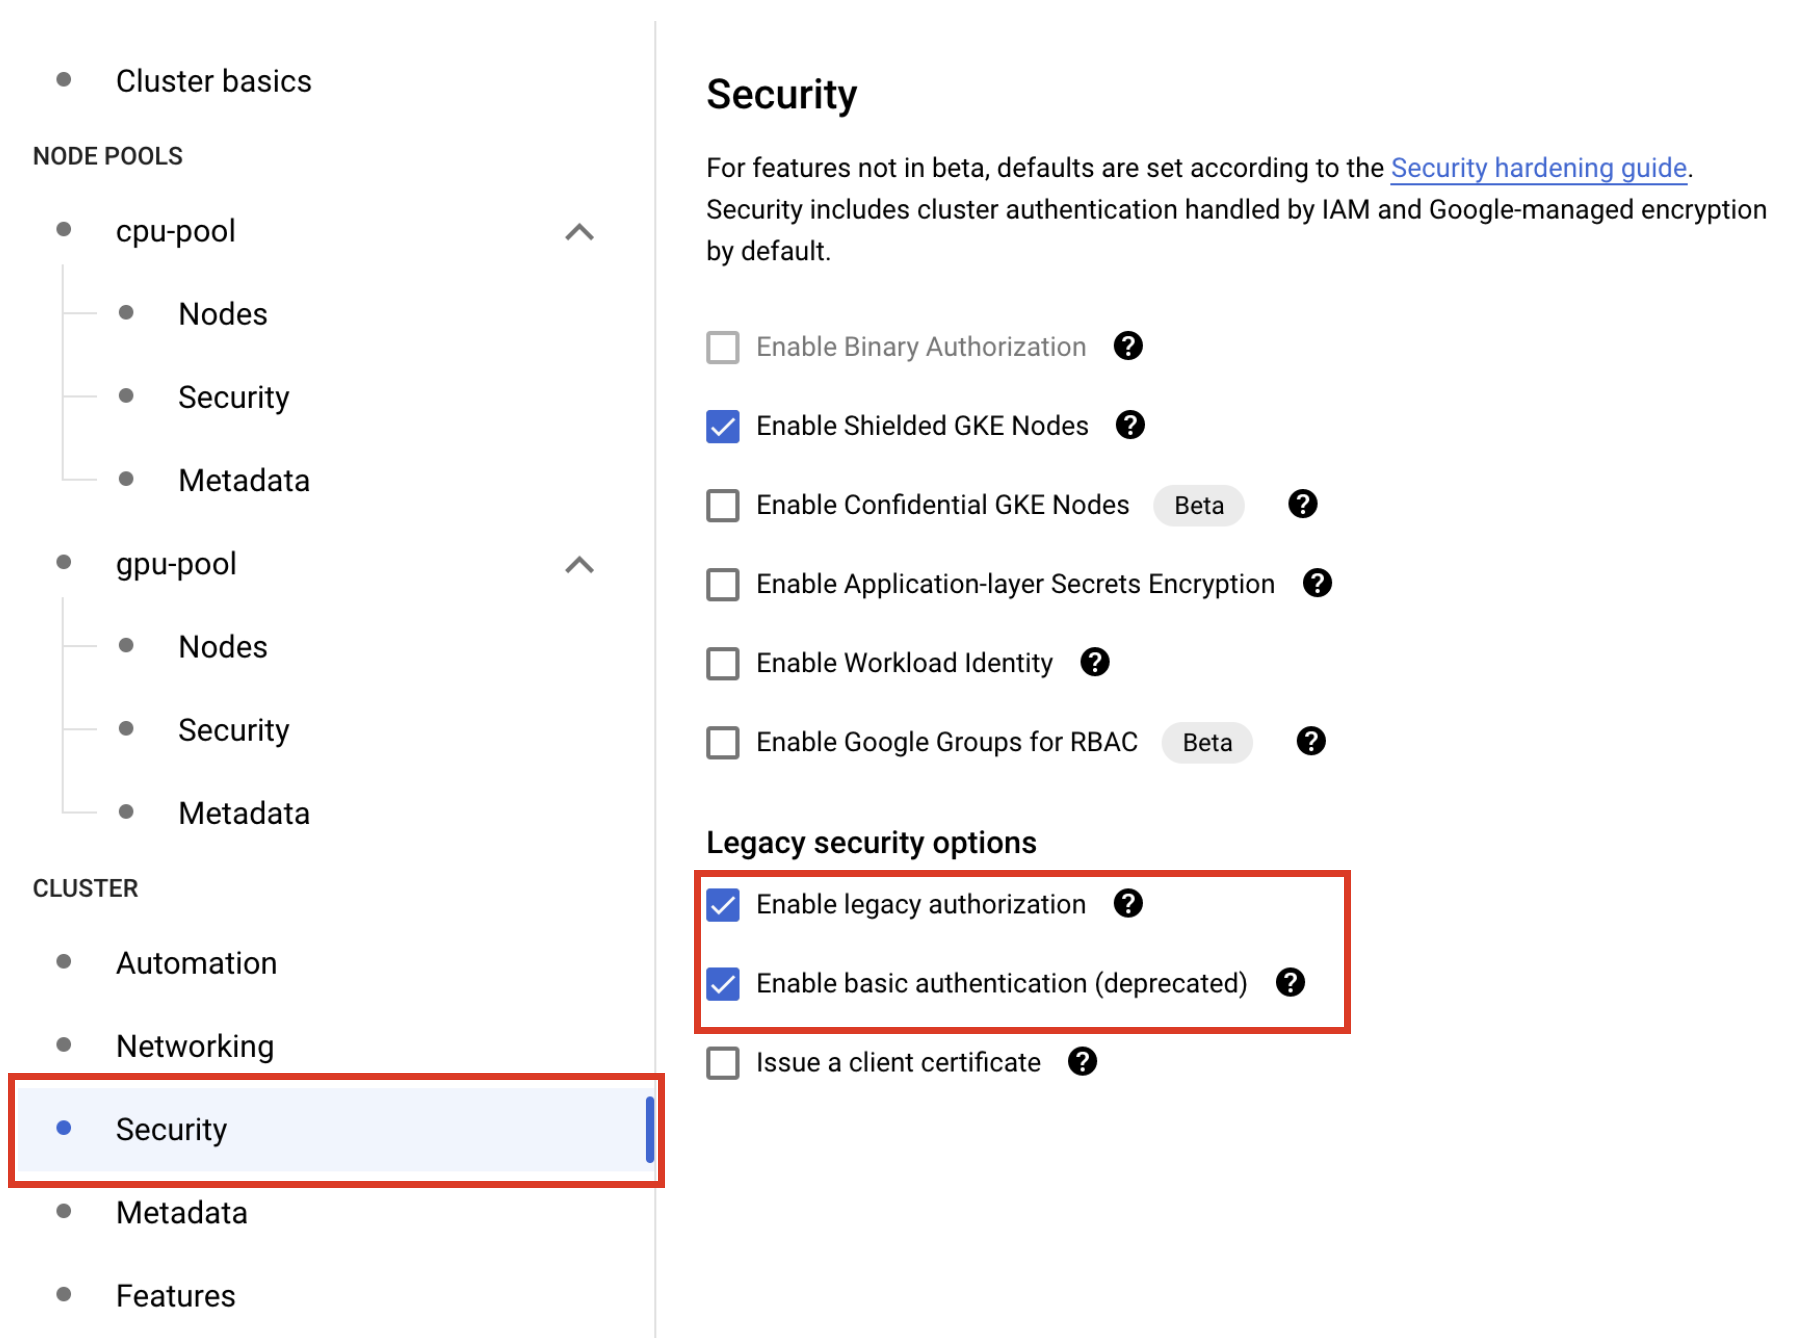 Cluster basics
NODE POOLS
cpu-pool
Nodes
Security
Metadata
gpu-pool
Nodes
Security
Metadata
CLUSTER
Automation
Networking
Security
Metadata
Features
Security
For features not in beta, defaults are set according to the Security hardening guide.
Security includes cluster authentication handled by IAM and Google-managed encryption
by default.
Enable Binary Authorization
Enable Shielded GKE Nodes
Enable Confidential GKE Nodes Beta
Enable Application-layer Secrets Encryption
Enable Workload Identity
Enable Google Groups for RBAC Beta
Legacy security options
Enable legacy authorization
Enable basic authentication (deprecated)
Issue a client certificate